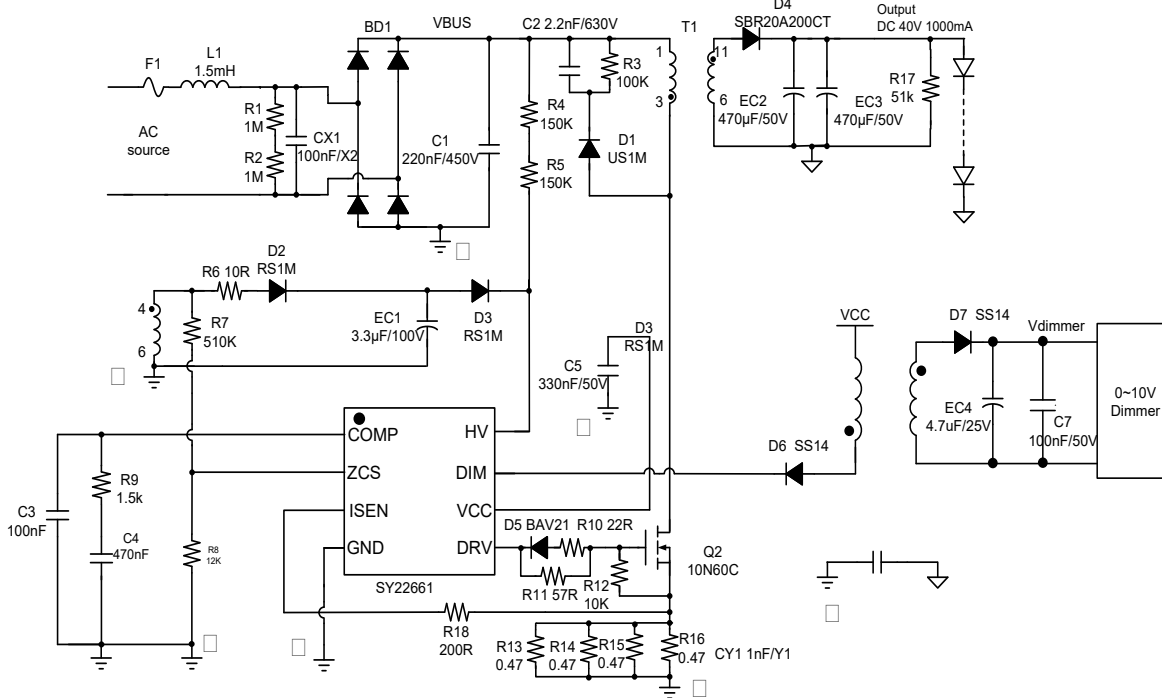 D4
SBR20A200CT
Output
DC 40V 1000mA
BD1
VBUS
C2 2.2nF/630V
T1
F1
L1
1.5mH
1
11
R3
100K
R17
51k
3
6
EC2
470µF/50V
EC3
470µF/50V
R1
1M
R4
150K
AC
source
CX1
100nF/X2
C1
220nF/450V
D1
US1M
R2
1M
R5
150K
D2
RS1M
R6 10R
4
R7
510K
EC1
3.3µF/100V
D3
RS1M
6
D3
RS1M
VCC
D7 SS14
Vdimmer
C5
330nF/50V
0~10V
Dimmer
EC4
4.7uF/25V
C7
100nF/50V
COMP
HV
D6 SS14
ZCS
DIM
R9
1.5k
ISEN
VCC
C3
100nF
C4
470nF
GND
DRV
D5 BAV21
R10 22R
R8
12K
Q2
10N60C
SY22661
R11 57R
R12
10K
R18
200R
R13
0.47
R14
0.47
R15
0.47
R16
0.47
CY1 1nF/Y1